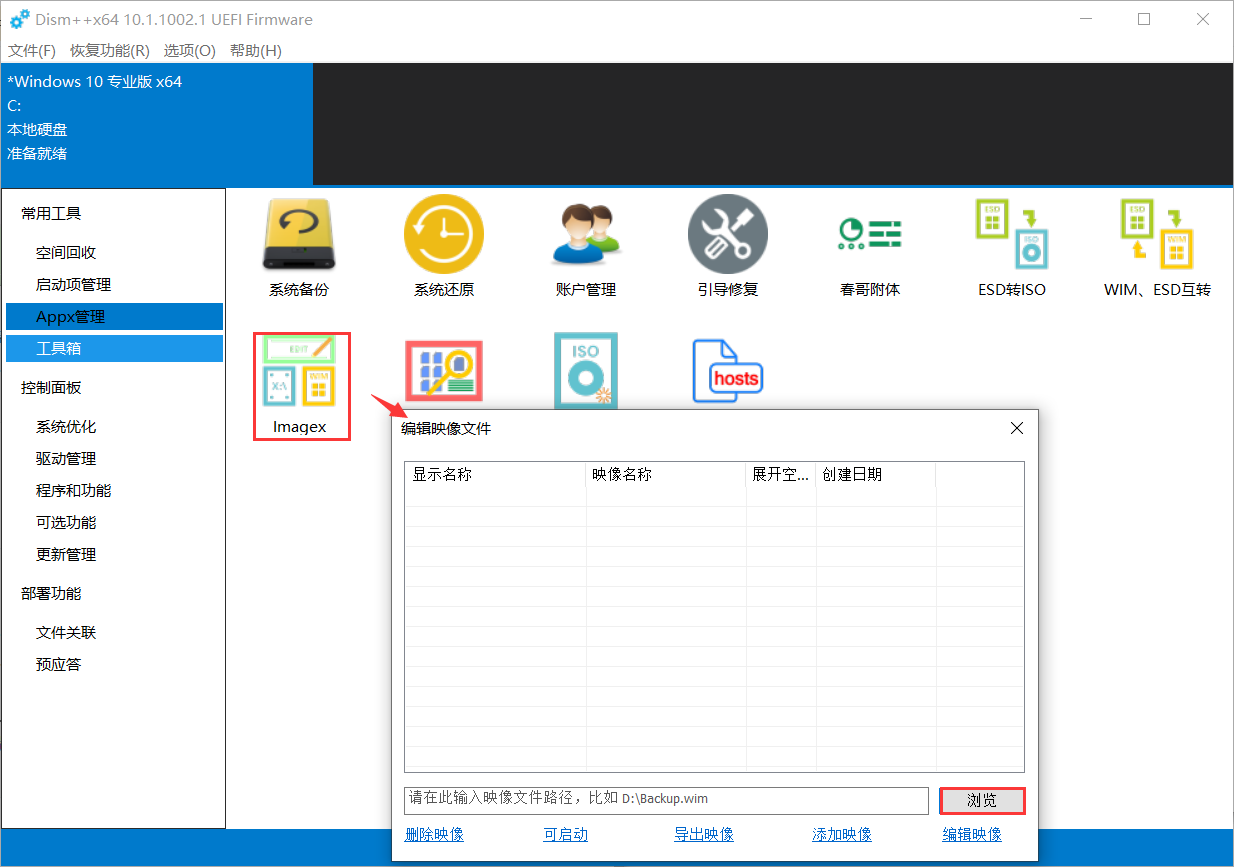 Dism++x64 10.1.1002.1 UEFI Firmware
文件(F) 恢复功能(R) 选项(O) 帮助(H)
*Windows 10 专业版 x64
C:
本地硬盘
准备就绪
常用工具
空间回收
启动项管理
Appx管理
工具箱
控制面板
系统优化
驱动管理
程序和功能
可选功能
更新管理
部署功能
文件关联
预应答
系统备份
系统还原
账户管理
引导修复
春哥附体
ESD
ISO
ESD转ISO
ESD
WIM
WIM、ESD互转
EDIT
WIM
Imagex
ISO
hosts
编辑映像文件
显示名称 映像名称 展开空... 创建日期
请在此输入映像文件路径，比如 D:\Backup.wim
浏览
删除映像 可启动 导出映像 添加映像 编辑映像